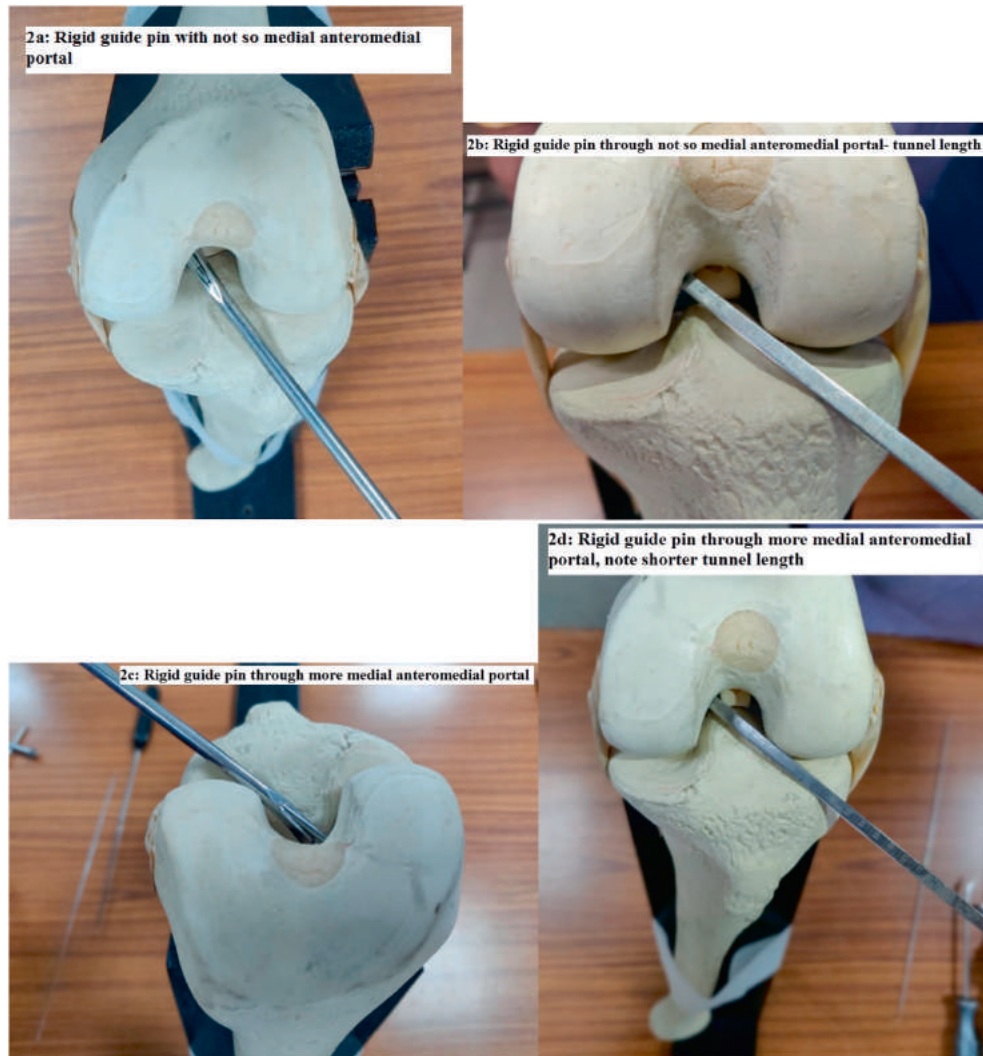 2a: Rigid guide pin with not so medial anteromedial
portal
2b: Rigid guide pin through not so medial anteromedial portal- tunnel length
2c: Rigid guide pin through more medial anteromedial portal
2d: Rigid guide pin through more medial anteromedial
portal, note shorter tunnel length